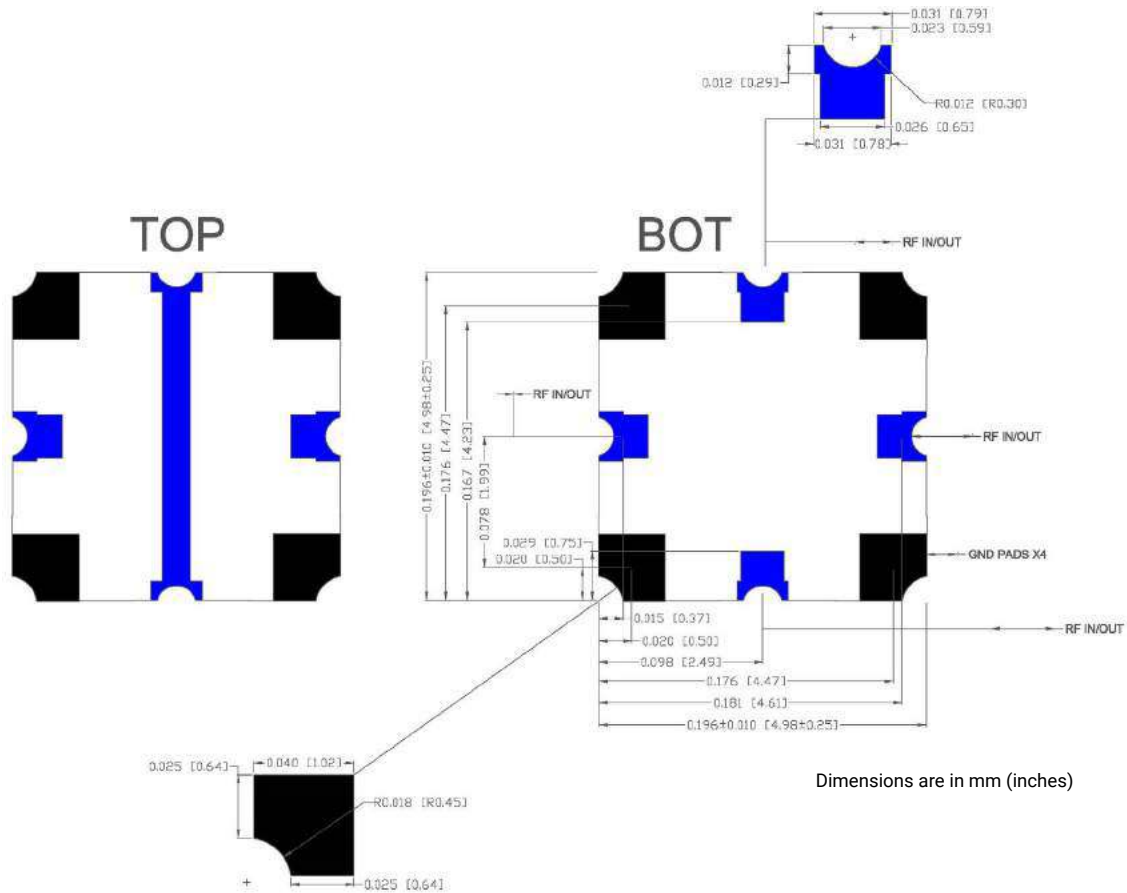 0.031 [0.79]
0.023 [0.59]
0.012 [0.29]
R0.012 [R0.30]
0.026 [0.65]
0.031 [0.78]
TOP
BOT
RF IN/OUT
RF IN/OUT
RF IN/OUT
0.196±0.010 [4.98±0.25]
0.176 [4.47]
0.167 [4.23]
0.078 [1.99]
0.029 [0.75]
0.020 [0.50]
GND PADS X4
0.015 [0.37]
0.020 [0.50]
0.098 [2.49]
RF IN/OUT
0.176 [4.47]
0.181 [4.61]
0.196±0.010 [4.98±0.25]
0.025 [0.64]
0.040 [1.02]
R0.018 [R0.45]
0.025 [0.64]
Dimensions are in mm (inches)